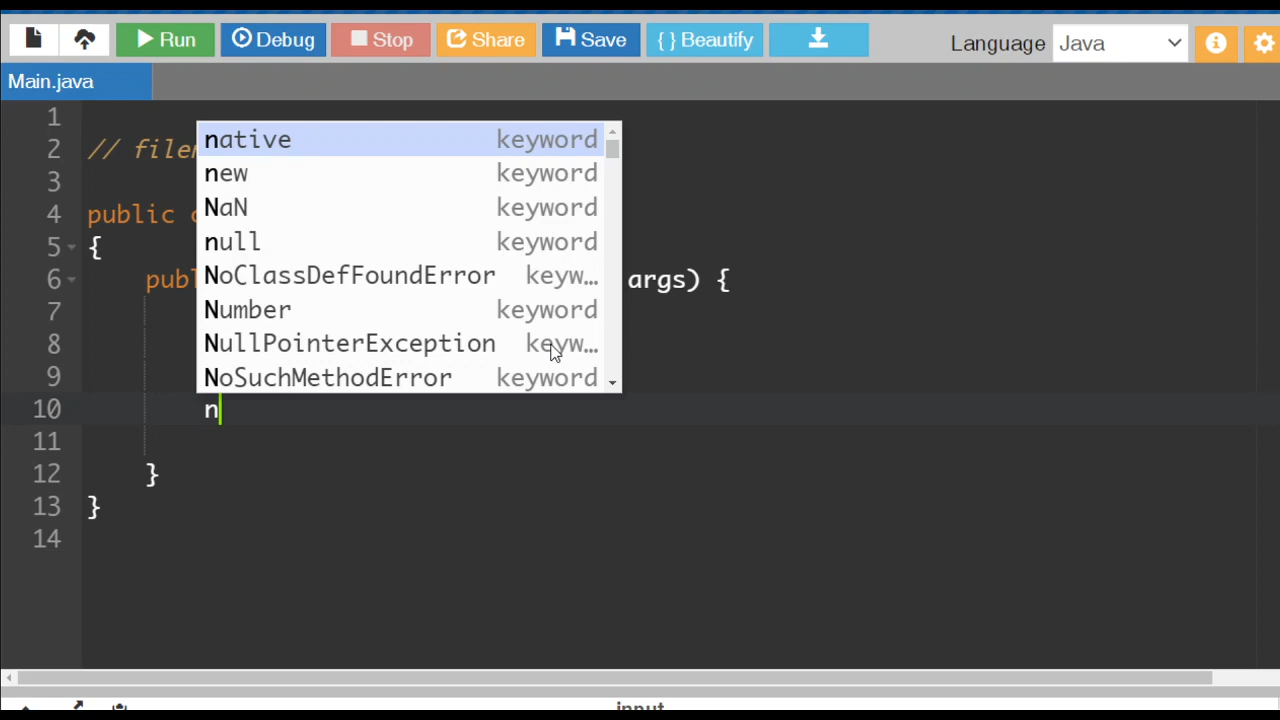 Run Debug Stop Share Save { } Beautify Language Java
Main.java
1
2 // filen
3
4 public c
5 {
6 publ args) {
7
8
9
10 n
11
12 }
13 }
14
native keyword
new keyword
NaN keyword
null keyword
NoClassDefFoundError keyw…
Number keyword
NullPointerException keyw…
NoSuchMethodError keyword
input